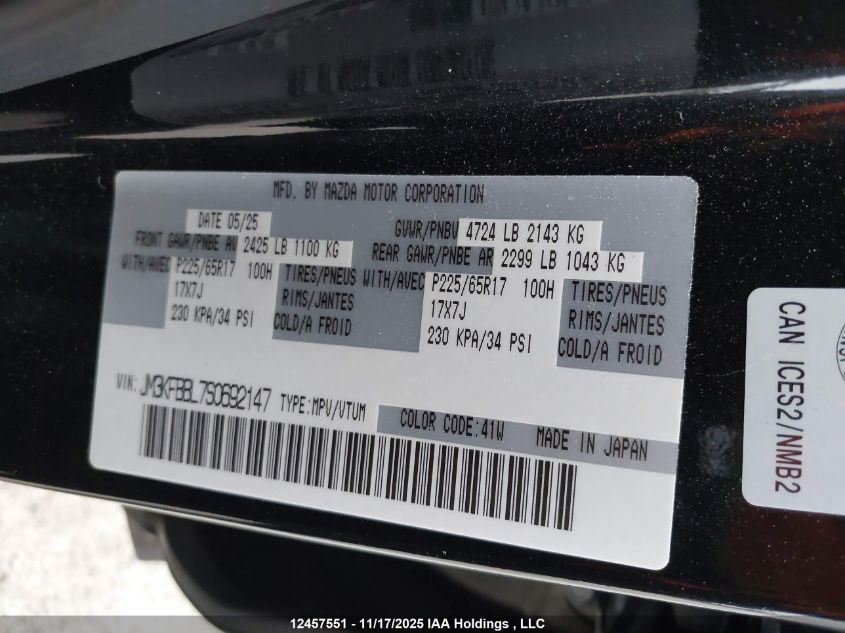 MFD. BY MAZDA MOTOR CORPORATION
DATE 05/25 GVWR/PNBV 4724 LB 2143 KG
FRONT GAWR/PNBE AV 2425 LB 1100 KG REAR GAWR/PNBE AR 2299 LB 1043 KG
WITH/AVEC P225/65R17 100H TIRES/PNEUS WITH/AVEC P225/65R17 100H TIRES/PNEUS
17X7J RIMS/JANTES 17X7J RIMS/JANTES
230 KPA/34 PSI COLD/A FROID 230 KPA/34 PSI COLD/A FROID
VIN: JM3KFBBL7S0692147 TYPE:MPV/VTUM COLOR CODE:41W MADE IN JAPAN
CAN ICES2/NMB2
12457551 - 11/17/2025 IAA Holdings , LLC